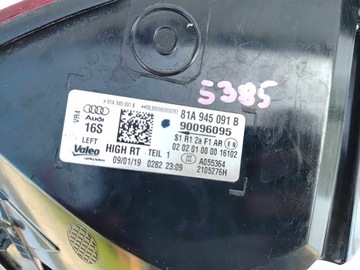 5385
81A 945 091 B
81A 945 091 B
90096095
VR4
Audi
16S
LEFT
S1 R1 2a F1 AR
02 02 01 00 00 16102
Valeo
HIGH RT TEIL 1
09/01/19 0282 23:09
A055364
2105276H